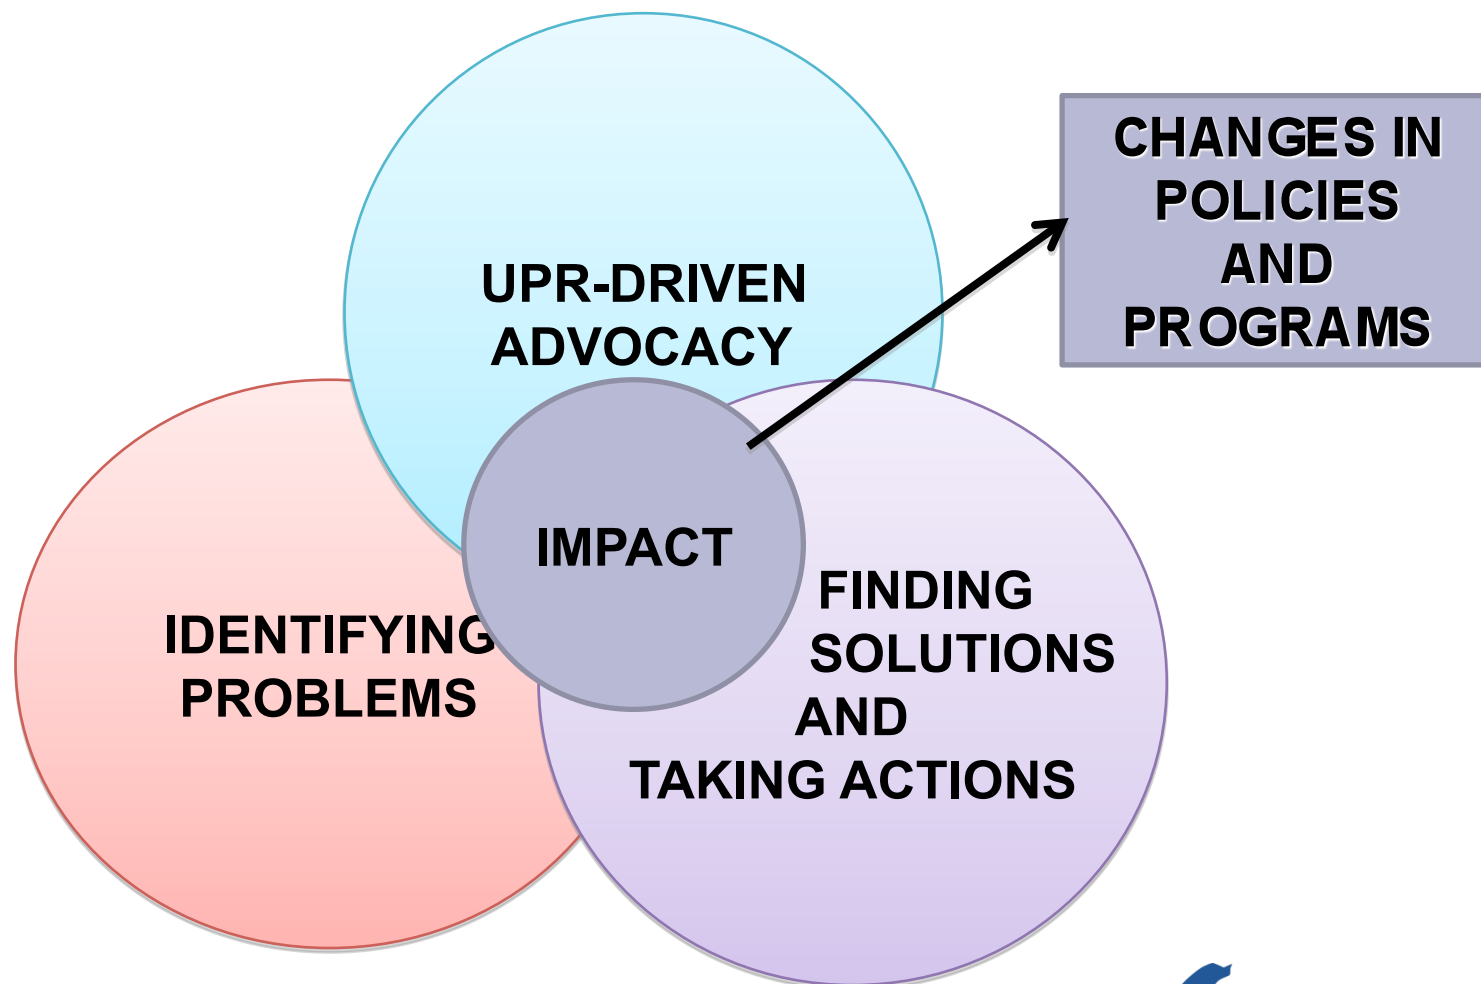 UPR-DRIVEN
ADVOCACY
CHANGES IN
POLICIES
AND
PROGRAMS
IMPACT
IDENTIFYING
PROBLEMS
FINDING
SOLUTIONS
AND
TAKING ACTIONS